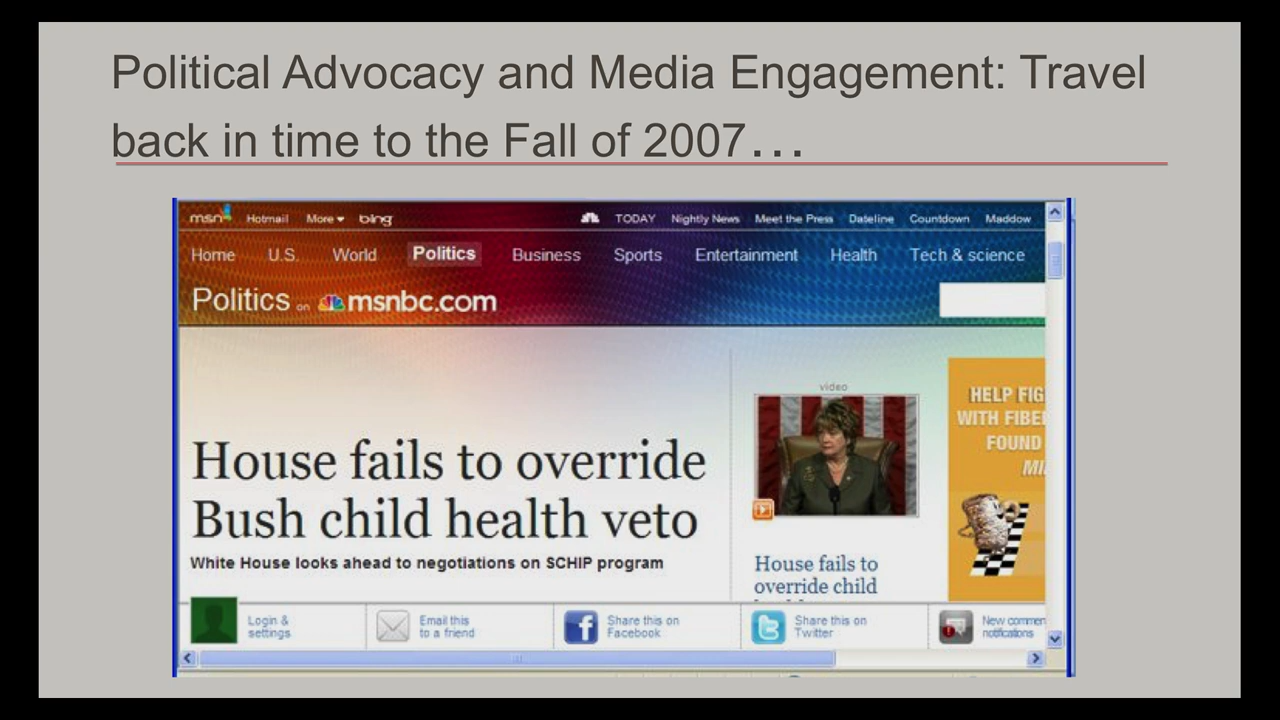 Political Advocacy and Media Engagement: Travel
back in time to the Fall of 2007...
msn Hotmail More bing TODAY Nightly News Meet the Press Dateline Countdown Maddow
Home U.S. World Politics Business Sports Entertainment Health Tech & science
Politics on msnbc.com
House fails to override
Bush child health veto
White House looks ahead to negotiations on SCHIP program
video
House fails to
override child
HELP FIG
WITH FIBE
FOUND
MI
Login &
settings
Email this
to a friend
Share this on
Facebook
Share this on
Twitter
New commen
notifications